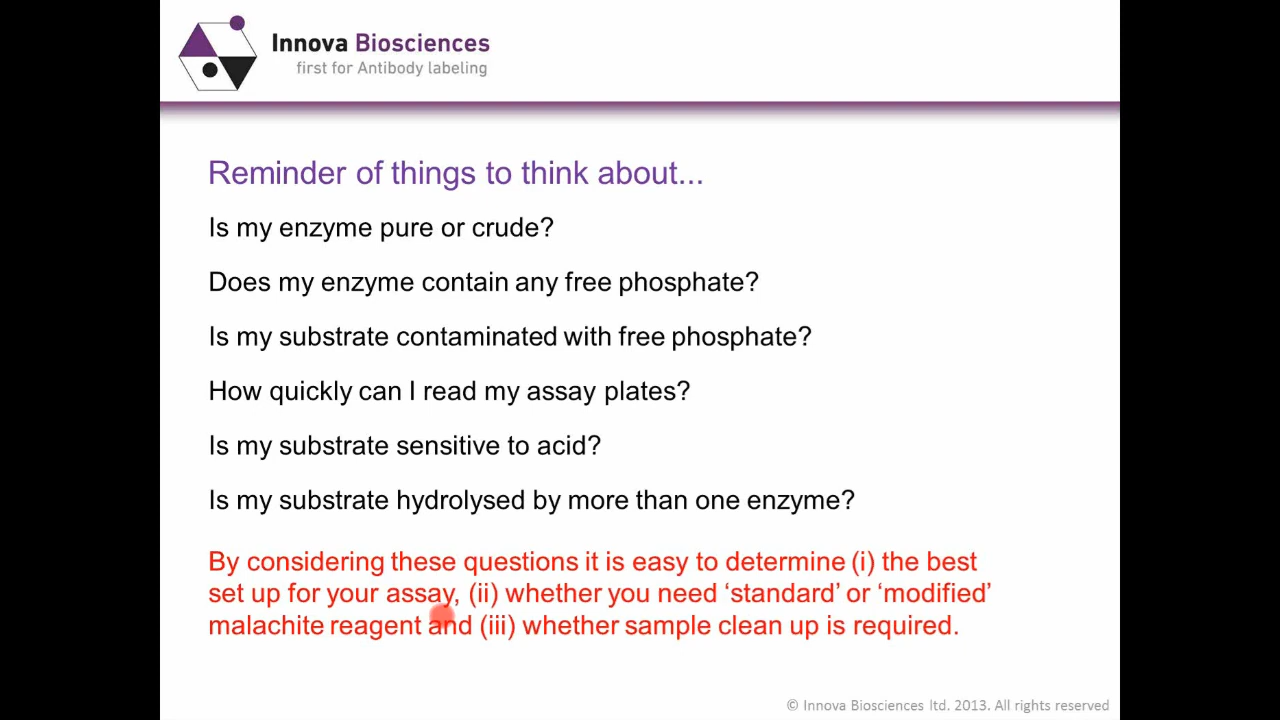 Innova Biosciences
first for Antibody labeling
Reminder of things to think about...
Is my enzyme pure or crude?
Does my enzyme contain any free phosphate?
Is my substrate contaminated with free phosphate?
How quickly can I read my assay plates?
Is my substrate sensitive to acid?
Is my substrate hydrolysed by more than one enzyme?
By considering these questions it is easy to determine (i) the best
set up for your assay, (ii) whether you need ‘standard’ or ‘modified’
malachite reagent and (iii) whether sample clean up is required.
© Innova Biosciences ltd. 2013. All rights reserved